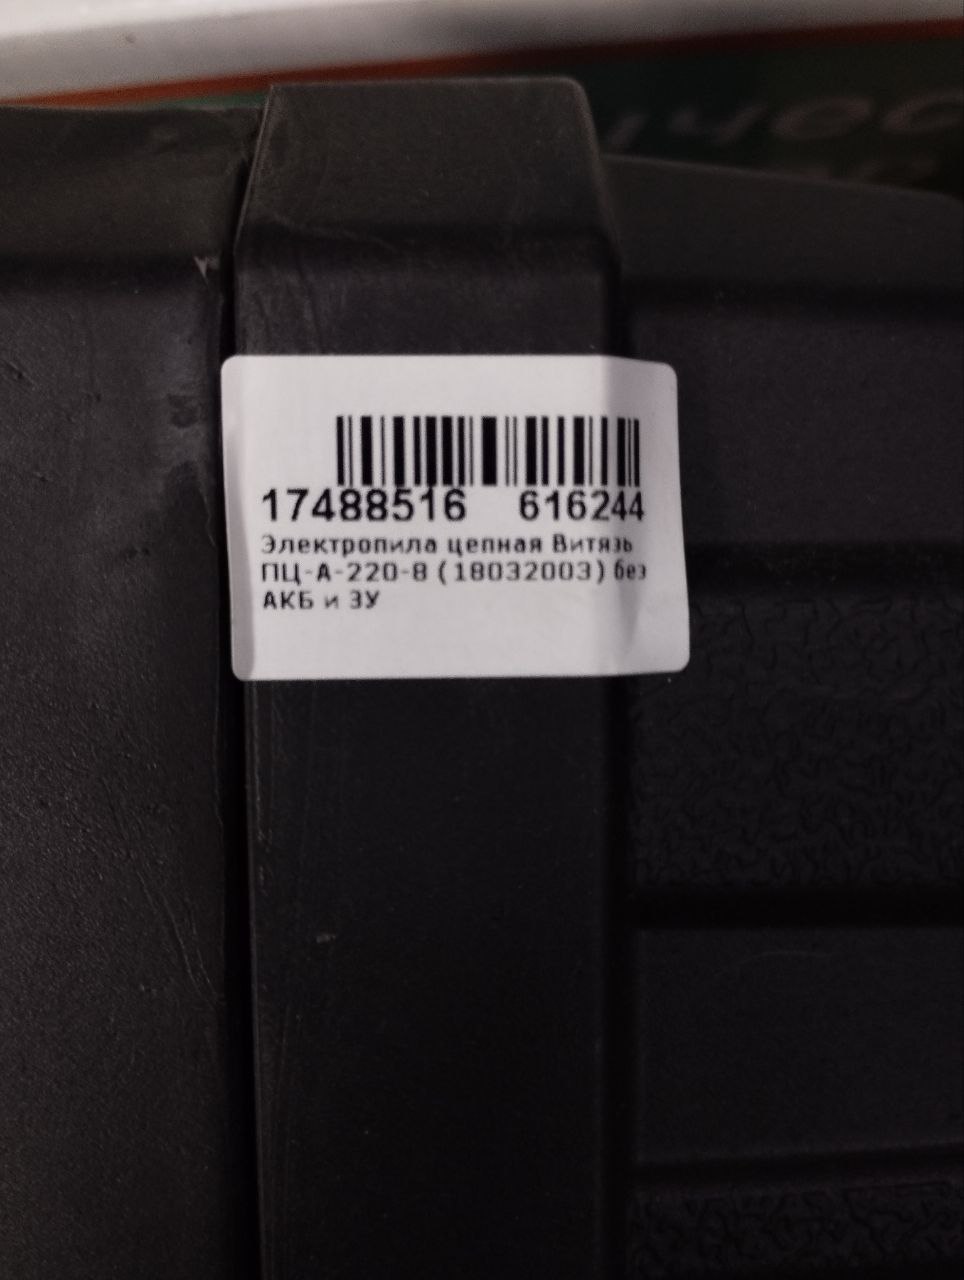 17488516 616244
Электропила цепная Витязь
ПЦ-А-220-8 (18032003) без
АКБ и ЗУ